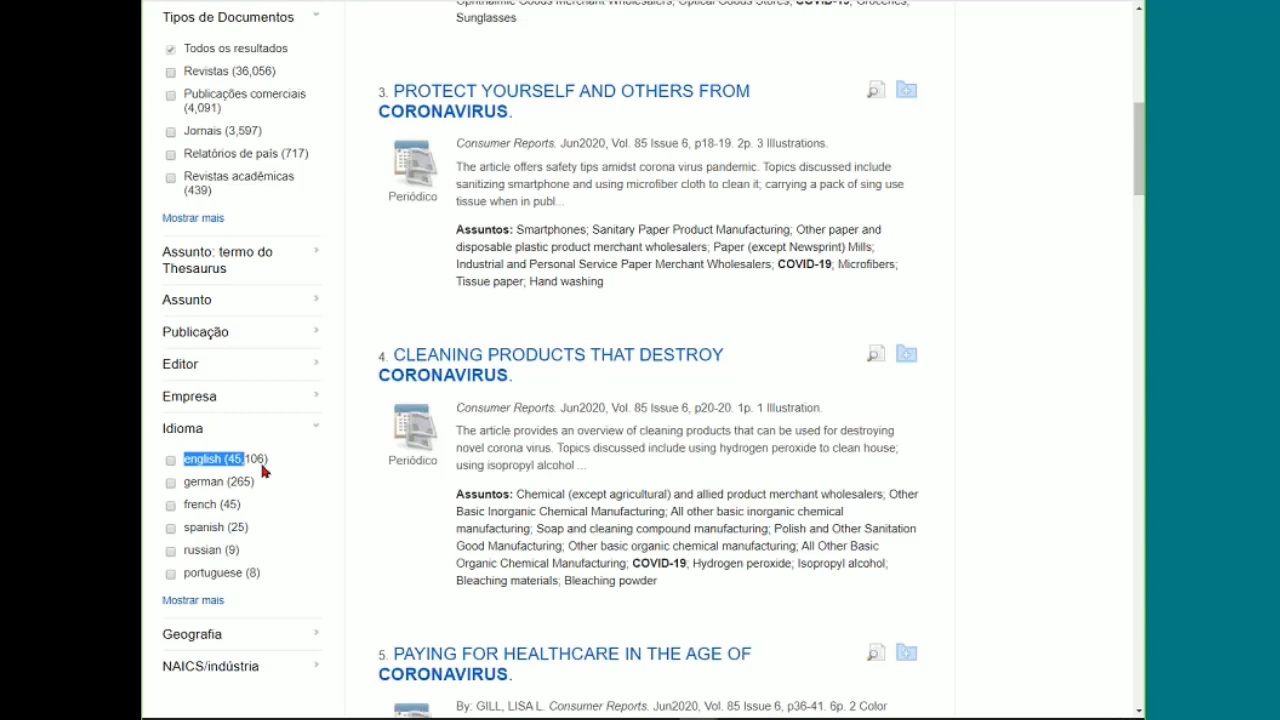 Tipos de Documentos
Todos os resultados
Revistas (36,056)
Publicações comerciais
(4,091)
Jornais (3,597)
Relatórios de país (717)
Revistas acadêmicas
(439)
Mostrar mais
Assunto: termo do
Thesaurus
Assunto
Publicação
Editor
Empresa
Idioma
english (45,106)
german (265)
french (45)
spanish (25)
russian (9)
portuguese (8)
Mostrar mais
Geografia
NAICS/indústria
Ophthalmic Goods Merchant Wholesalers; Optical Goods Stores; COVID-19; Groceries;
Sunglasses
3. PROTECT YOURSELF AND OTHERS FROM
CORONAVIRUS.
Consumer Reports. Jun2020, Vol. 85 Issue 6, p18-19. 2p. 3 Illustrations.
Periódico
The article offers safety tips amidst corona virus pandemic. Topics discussed include
sanitizing smartphone and using microfiber cloth to clean it; carrying a pack of sing use
tissue when in publ...
Assuntos: Smartphones; Sanitary Paper Product Manufacturing; Other paper and
disposable plastic product merchant wholesalers; Paper (except Newsprint) Mills;
Industrial and Personal Service Paper Merchant Wholesalers; COVID-19; Microfibers;
Tissue paper; Hand washing
4. CLEANING PRODUCTS THAT DESTROY
CORONAVIRUS.
Consumer Reports. Jun2020, Vol. 85 Issue 6, p20-20. 1p. 1 Illustration.
Periódico
The article provides an overview of cleaning products that can be used for destroying
novel corona virus. Topics discussed include using hydrogen peroxide to clean house;
using isopropyl alcohol ...
Assuntos: Chemical (except agricultural) and allied product merchant wholesalers; Other
Basic Inorganic Chemical Manufacturing; All other basic inorganic chemical
manufacturing; Soap and cleaning compound manufacturing; Polish and Other Sanitation
Good Manufacturing; Other basic organic chemical manufacturing; All Other Basic
Organic Chemical Manufacturing; COVID-19; Hydrogen peroxide; Isopropyl alcohol;
Bleaching materials; Bleaching powder
5. PAYING FOR HEALTHCARE IN THE AGE OF
CORONAVIRUS.
By: GILL, LISA L. Consumer Reports. Jun2020, Vol. 85 Issue 6, p36-41. 6p. 2 Color